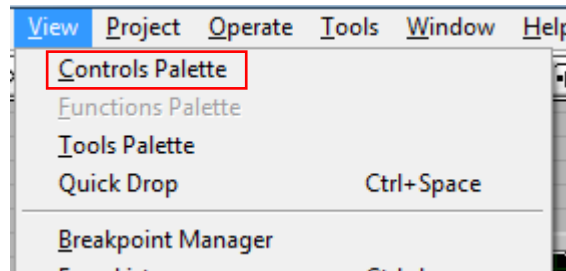 View Project Operate Tools Window Help
Controls Palette
Functions Palette
Tools Palette
Quick Drop Ctrl+Space
Breakpoint Manager